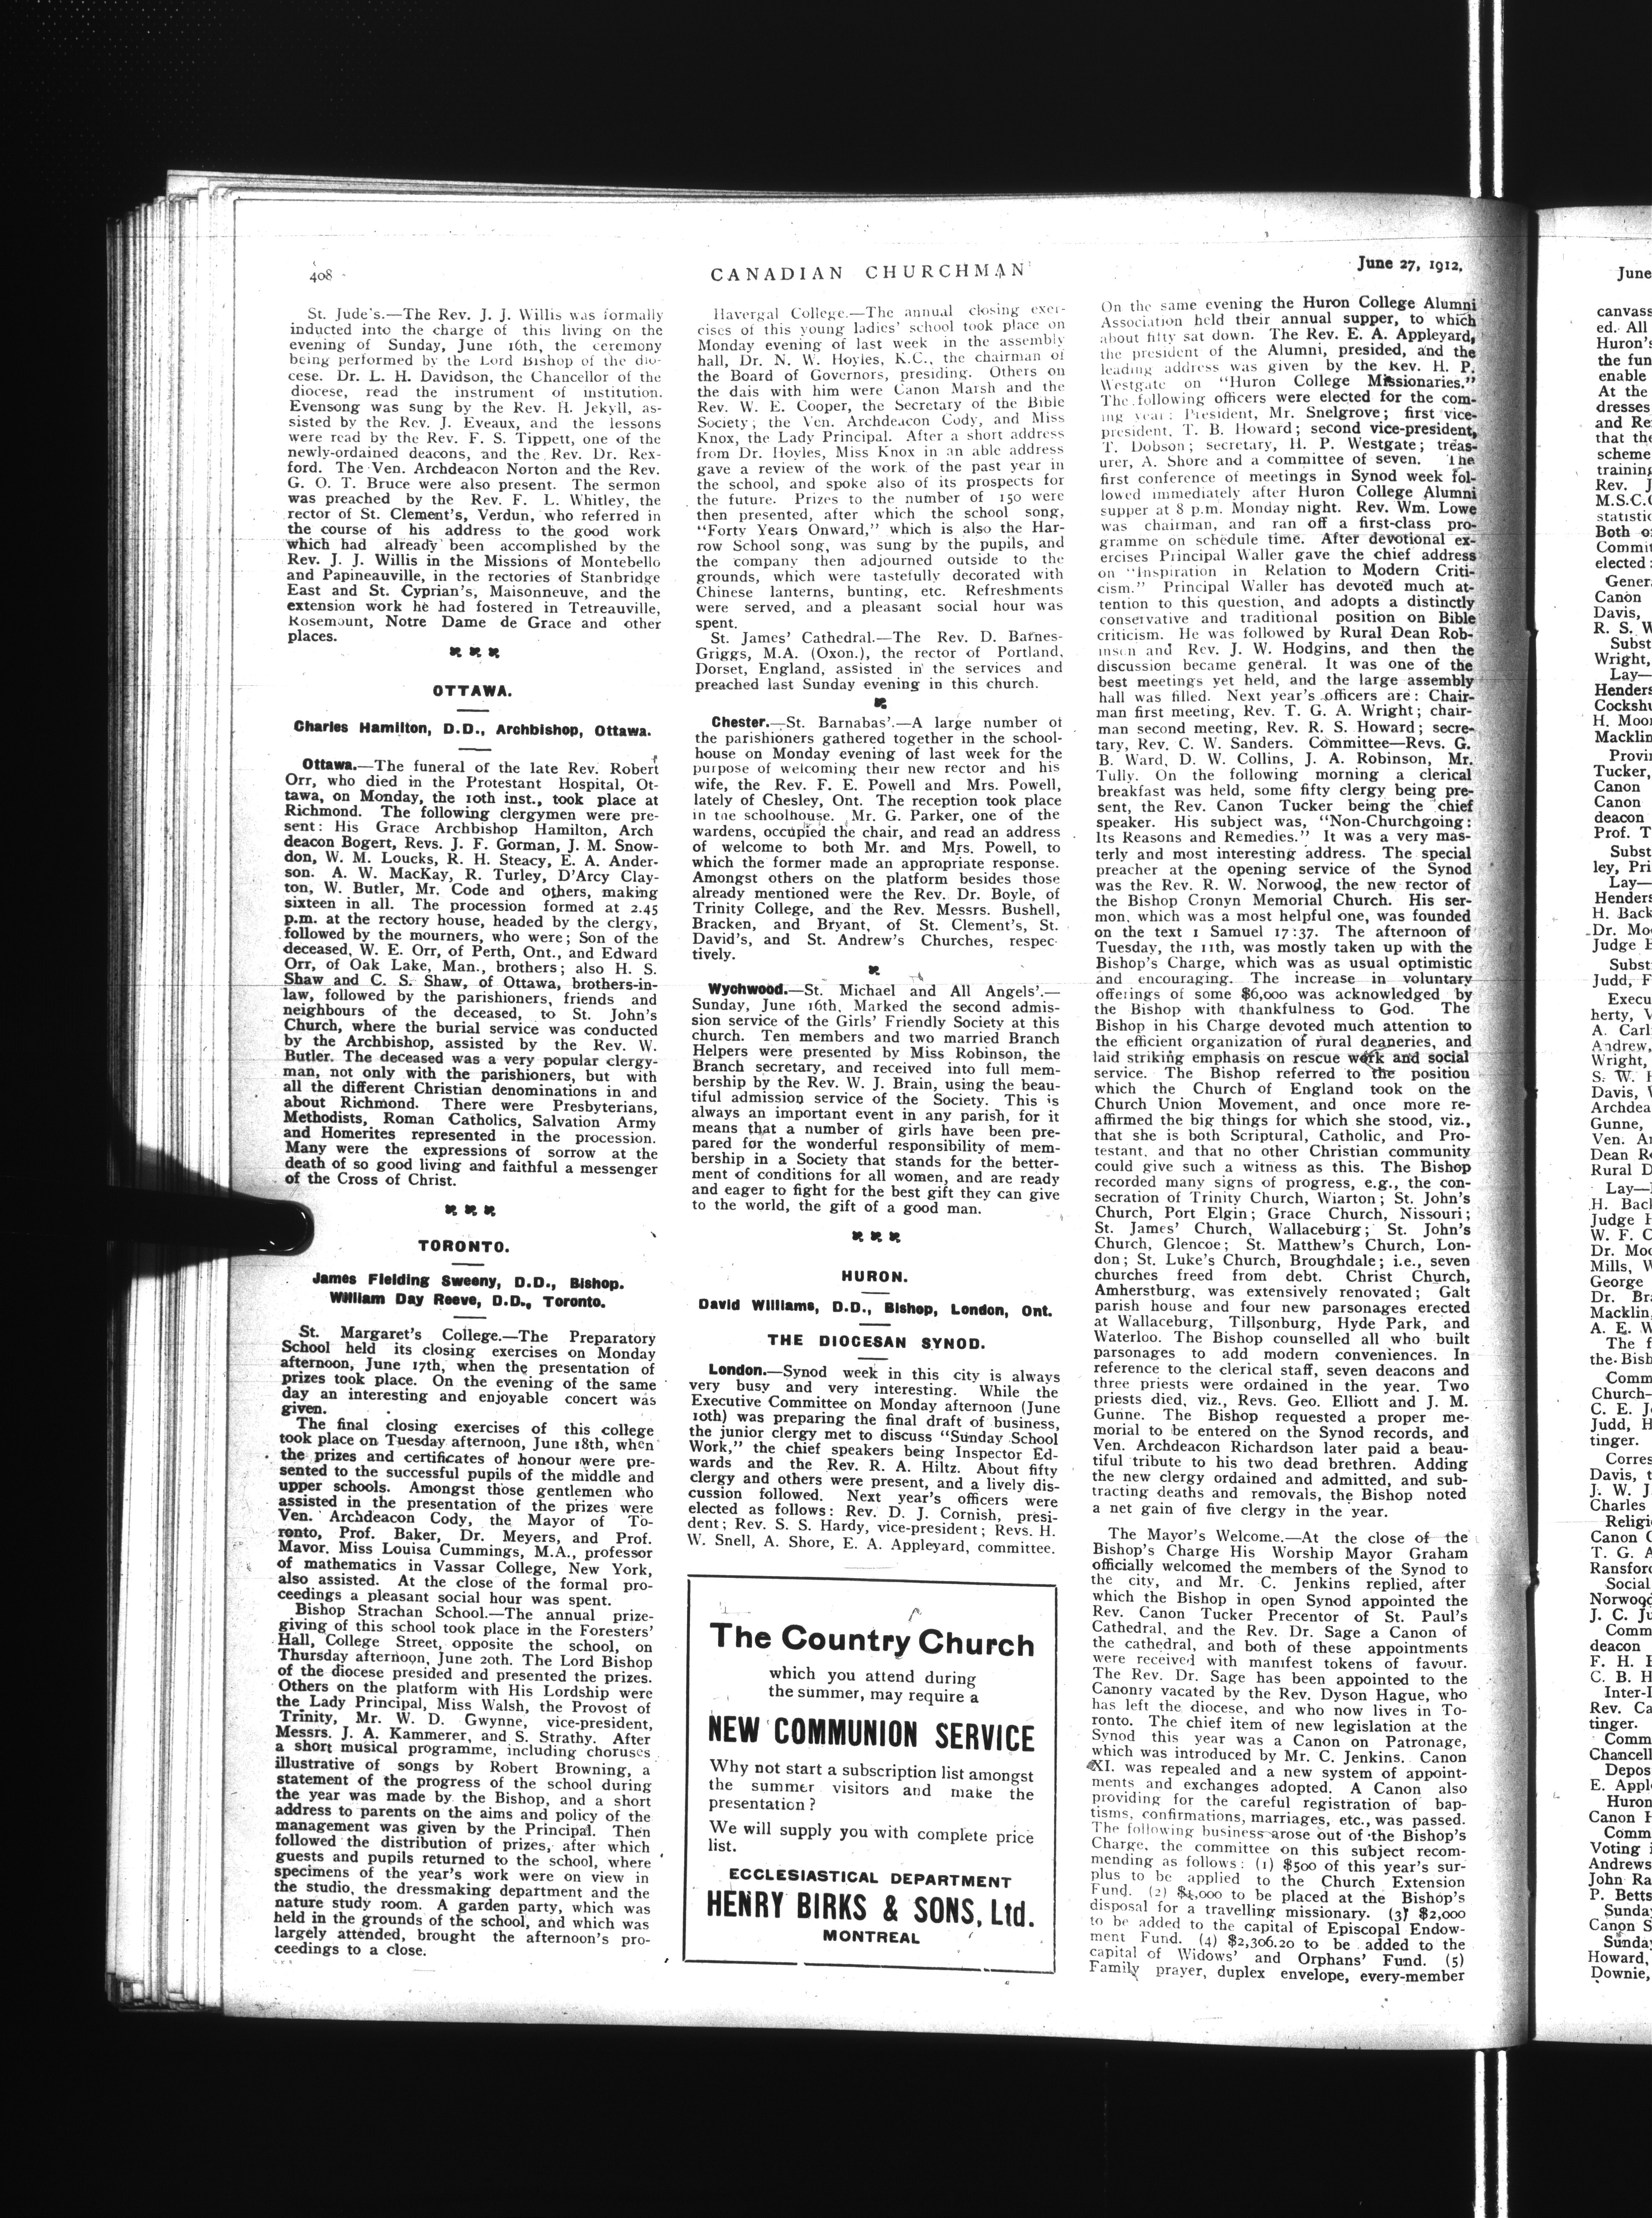 408
CANADIAN CHURCHMAN
June 27, 1912.
St. Jude's.—The Rev. J. J. Willis was formally
inducted into the charge of this living on the
evening of Sunday, June 16th, the ceremony
being performed by the Lord Bishop of the dio-
cese. Dr. L. H. Davidson, the Chancellor of the
diocese, read the instrument of institution.
Evensong was sung by the Rev. H. Jekyll, as-
sisted by the Rev. J. Eveaux, and the lessons
were read by the Rev. F. S. Tippett, one of the
newly-ordained deacons, and the Rev. Dr. Rex-
ford. The Ven. Archdeacon Norton and the Rev.
G. O. T. Bruce were also present. The sermon
was preached by the Rev. F. L. Whitley, the
rector of St. Clement's, Verdun, who referred in
the course of his address to the good work
which had already been accomplished by the
Rev. J. J. Willis in the Missions of Montebello
and Papineauville, in the rectories of Stanbridge
East and St. Cyprian's, Maisonneuve, and the
extension work he had fostered in Tetreauville,
Rosemount, Notre Dame de Grace and other
places.
OTTAWA.
Charles Hamilton, D.D., Archbishop, Ottawa.
Ottawa.—The funeral of the late Rev. Robert
Orr, who died in the Protestant Hospital, Ot-
tawa, on Monday, the 10th inst., took place at
Richmond. The following clergymen were pre-
sent: His Grace Archbishop Hamilton, Arch
deacon Bogert, Revs. J. F. Gorman, J. M. Snow-
don, W. M. Loucks, R. H. Steacy, E. A. Ander-
son. A. W. MacKay, R. Turley, D'Arcy Clay-
ton, W. Butler, Mr. Code and others, making
sixteen in all. The procession formed at 2.45
p.m. at the rectory house, headed by the clergy,
followed by the mourners, who were; Son of the
deceased, W. E. Orr, of Perth, Ont., and Edward
Orr, of Oak Lake, Man., brothers; also H. S.
Shaw and C. S. Shaw, of Ottawa, brothers-in-
law, followed by the parishioners, friends and
neighbours of the deceased, to St. John's
Church, where the burial service was conducted
by the Archbishop, assisted by the Rev. W.
Butler. The deceased was a very popular clergy-
man, not only with the parishioners, but with
all the different Christian denominations in and
about Richmond. There were Presbyterians,
Methodists, Roman Catholics, Salvation Army
and Homerites represented in the procession.
Many were the expressions of sorrow at the
death of so good living and faithful a messenger
of the Cross of Christ.
TORONTO.
James Fielding Sweeny, D.D., Bishop.
William Day Reeve, D.D., Toronto.
St. Margaret's College.—The Preparatory
School held its closing exercises on Monday
afternoon, June 17th, when the presentation of
prizes took place. On the evening of the same
day an interesting and enjoyable concert was
given.
The final closing exercises of this college
took place on Tuesday afternoon, June 18th, when
the prizes and certificates of honour were pre-
sented to the successful pupils of the middle and
upper schools. Amongst those gentlemen who
assisted in the presentation of the prizes were
Ven. Archdeacon Cody, the Mayor of To-
ronto, Prof. Baker, Dr. Meyers, and Prof.
Mavor. Miss Louisa Cummings, M.A., professor
of mathematics in Vassar College, New York,
also assisted. At the close of the formal pro-
ceedings a pleasant social hour was spent.
Bishop Strachan School.—The annual prize-
giving of this school took place in the Foresters'
Hall, College Street, opposite the school, on
Thursday afternoon, June 20th. The Lord Bishop
of the diocese presided and presented the prizes.
Others on the platform with His Lordship were
the Lady Principal, Miss Walsh, the Provost of
Trinity, Mr. W. D. Gwynne, vice-president,
Messrs. J. A. Kammerer, and S. Strathy. After
a short musical programme, including choruses
illustrative of songs by Robert Browning, a
statement of the progress of the school during
the year was made by the Bishop, and a short
address to parents on the aims and policy of the
management was given by the Principal. Then
followed the distribution of prizes, after which
guests and pupils returned to the school, where
specimens of the year's work were on view in
the studio, the dressmaking department and the
nature study room. A garden party, which was
held in the grounds of the school, and which was
largely attended, brought the afternoon's pro-
ceedings to a close.
Havergal College.—The annual closing exer-
cises of this young ladies' school took place on
Monday evening of last week in the assembly
hall, Dr. N. W. Hoyles, K.C., the chairman of
the Board of Governors, presiding. Others on
the dais with him were Canon Marsh and the
Rev. W. E. Cooper, the Secretary of the Bible
Society; the Ven. Archdeacon Cody, and Miss
Knox, the Lady Principal. After a short address
from Dr. Hoyles, Miss Knox in an able address
gave a review of the work of the past year in
the school, and spoke also of its prospects for
the future. Prizes to the number of 150 were
then presented, after which the school song,
"Forty Years Onward," which is also the Har-
row School song, was sung by the pupils, and
the company then adjourned outside to the
grounds, which were tastefully decorated with
Chinese lanterns, bunting, etc. Refreshments
were served, and a pleasant social hour was
spent.
St. James' Cathedral.—The Rev. D. Barnes-
Griggs, M.A. (Oxon.), the rector of Portland,
Dorset, England, assisted in the services and
preached last Sunday evening in this church.
Chester.—St. Barnabas'.—A large number of
the parishioners gathered together in the school-
house on Monday evening of last week for the
purpose of welcoming their new rector and his
wife, the Rev. F. E. Powell and Mrs. Powell,
lately of Chesley, Ont. The reception took place
in the schoolhouse. Mr. G. Parker, one of the
wardens, occupied the chair, and read an address
of welcome to both Mr. and Mrs. Powell, to
which the former made an appropriate response.
Amongst others on the platform besides those
already mentioned were the Rev. Dr. Boyle, of
Trinity College, and the Rev. Messrs. Bushell,
Bracken, and Bryant, of St. Clement's, St.
David's, and St. Andrew's Churches, respec-
tively.
Wychwood.—St. Michael and All Angels'.—
Sunday, June 16th, Marked the second admis-
sion service of the Girls' Friendly Society at this
church. Ten members and two married Branch
Helpers were presented by Miss Robinson, the
Branch secretary, and received into full mem-
bership by the Rev. W. J. Brain, using the beau-
tiful admission service of the Society. This is
always an important event in any parish, for it
means that a number of girls have been pre-
pared for the wonderful responsibility of mem-
bership in a Society that stands for the better-
ment of conditions for all women, and are ready
and eager to fight for the best gift they can give
to the world, the gift of a good man.
HURON.
David Williams, D.D., Bishop, London, Ont.
THE DIOCESAN SYNOD.
London.—Synod week in this city is always
very busy and very interesting. While the
Executive Committee on Monday afternoon (June
10th) was preparing the final draft of business,
the junior clergy met to discuss "Sunday School
Work," the chief speakers being Inspector Ed-
wards and the Rev. R. A. Hiltz. About fifty
clergy and others were present, and a lively dis-
cussion followed. Next year's officers were
elected as follows: Rev. D. J. Cornish, presi-
dent; Rev. S. S. Hardy, vice-president; Revs. H.
W. Snell, A. Shore, E. A. Appleyard, committee.
The Country Church
which you attend during
the summer, may require a
NEW COMMUNION SERVICE
Why not start a subscription list amongst
the summer visitors and make the
presentation?
We will supply you with complete price
list.
ECCLESIASTICAL DEPARTMENT
HENRY BIRKS & SONS, Ltd.
MONTREAL
On the same evening the Huron College Alumni
Association held their annual supper, to which
about fifty sat down. The Rev. E. A. Appleyard,
the president of the Alumni, presided, and the
leading address was given by the Rev. H. P.
Westgate on "Huron College Missionaries."
The following officers were elected for the com-
ing year: President, Mr. Snelgrove; first vice-
president, T. B. Howard; second vice-president,
T. Dobson; secretary, H. P. Westgate; treas-
urer, A. Shore and a committee of seven. The
first conference of meetings in Synod week fol-
lowed immediately after Huron College Alumni
supper at 8 p.m. Monday night. Rev. Wm. Lowe
was chairman, and ran off a first-class pro-
gramme on schedule time. After devotional ex-
ercises Principal Waller gave the chief address
on "Inspiration in Relation to Modern Criti-
cism." Principal Waller has devoted much at-
tention to this question, and adopts a distinctly
conservative and traditional position on Bible
criticism. He was followed by Rural Dean Rob-
inson and Rev. J. W. Hodgins, and then the
discussion became general. It was one of the
best meetings yet held, and the large assembly
hall was filled. Next year's officers are: Chair-
man first meeting, Rev. T. G. A. Wright; chair-
man second meeting, Rev. R. S. Howard; secre-
tary, Rev. C. W. Sanders. Committee—Revs. G.
B. Ward, D. W. Collins, J. A. Robinson, Mr.
Tully. On the following morning a clerical
breakfast was held, some fifty clergy being pre-
sent, the Rev. Canon Tucker being the chief
speaker. His subject was, "Non-Churchgoing:
Its Reasons and Remedies." It was a very mas-
terly and most interesting address. The special
preacher at the opening service of the Synod
was the Rev. R. W. Norwood, the new rector of
the Bishop Cronyn Memorial Church. His ser-
mon, which was a most helpful one, was founded
on the text 1 Samuel 17:37. The afternoon of
Tuesday, the 11th, was mostly taken up with the
Bishop's Charge, which was as usual optimistic
and encouraging. The increase in voluntary
offerings of some $6,000 was acknowledged by
the Bishop with thankfulness to God. The
Bishop in his Charge devoted much attention to
the efficient organization of rural deaneries, and
laid striking emphasis on rescue work and social
service. The Bishop referred to the position
which the Church of England took on the
Church Union Movement, and once more re-
affirmed the big things for which she stood, viz.,
that she is both Scriptural, Catholic, and Pro-
testant, and that no other Christian community
could give such a witness as this. The Bishop
recorded many signs of progress, e.g., the con-
secration of Trinity Church, Wiarton; St. John's
Church, Port Elgin; Grace Church, Nissouri;
St. James' Church, Wallaceburg; St. John's
Church, Glencoe; St. Matthew's Church, Lon-
don; St. Luke's Church, Broughdale; i.e., seven
churches freed from debt. Christ Church,
Amherstburg, was extensively renovated; Galt
parish house and four new parsonages erected
at Wallaceburg, Tillsonburg, Hyde Park, and
Waterloo. The Bishop counselled all who built
parsonages to add modern conveniences. In
reference to the clerical staff, seven deacons and
three priests were ordained in the year. Two
priests died, viz., Revs. Geo. Elliott and J. M.
Gunne. The Bishop requested a proper me-
morial to be entered on the Synod records, and
Ven. Archdeacon Richardson later paid a beau-
tiful tribute to his two dead brethren. Adding
the new clergy ordained and admitted, and sub-
tracting deaths and removals, the Bishop noted
a net gain of five clergy in the year.
The Mayor's Welcome.—At the close of the
Bishop's Charge His Worship Mayor Graham
officially welcomed the members of the Synod to
the city, and Mr. C. Jenkins replied, after
which the Bishop in open Synod appointed the
Rev. Canon Tucker Precentor of St. Paul's
Cathedral, and the Rev. Dr. Sage a Canon of
the cathedral, and both of these appointments
were received with manifest tokens of favour.
The Rev. Dr. Sage has been appointed to the
Canonry vacated by the Rev. Dyson Hague, who
has left the diocese, and who now lives in To-
ronto. The chief item of new legislation at the
Synod this year was a Canon on Patronage,
which was introduced by Mr. C. Jenkins. Canon
XI. was repealed and a new system of appoint-
ments and exchanges adopted. A Canon also
providing for the careful registration of bap-
tisms, confirmations, marriages, etc., was passed.
The following business arose out of the Bishop's
Charge, the committee on this subject recom-
mending as follows: (1) $500 of this year's sur-
plus to be applied to the Church Extension
Fund. (2) $1,000 to be placed at the Bishop's
disposal for a travelling missionary. (3) $2,000
to be added to the capital of Episcopal Endow-
ment Fund. (4) $2,306.20 to be added to the
capital of Widows' and Orphans' Fund. (5)
Family prayer, duplex envelope, every-member